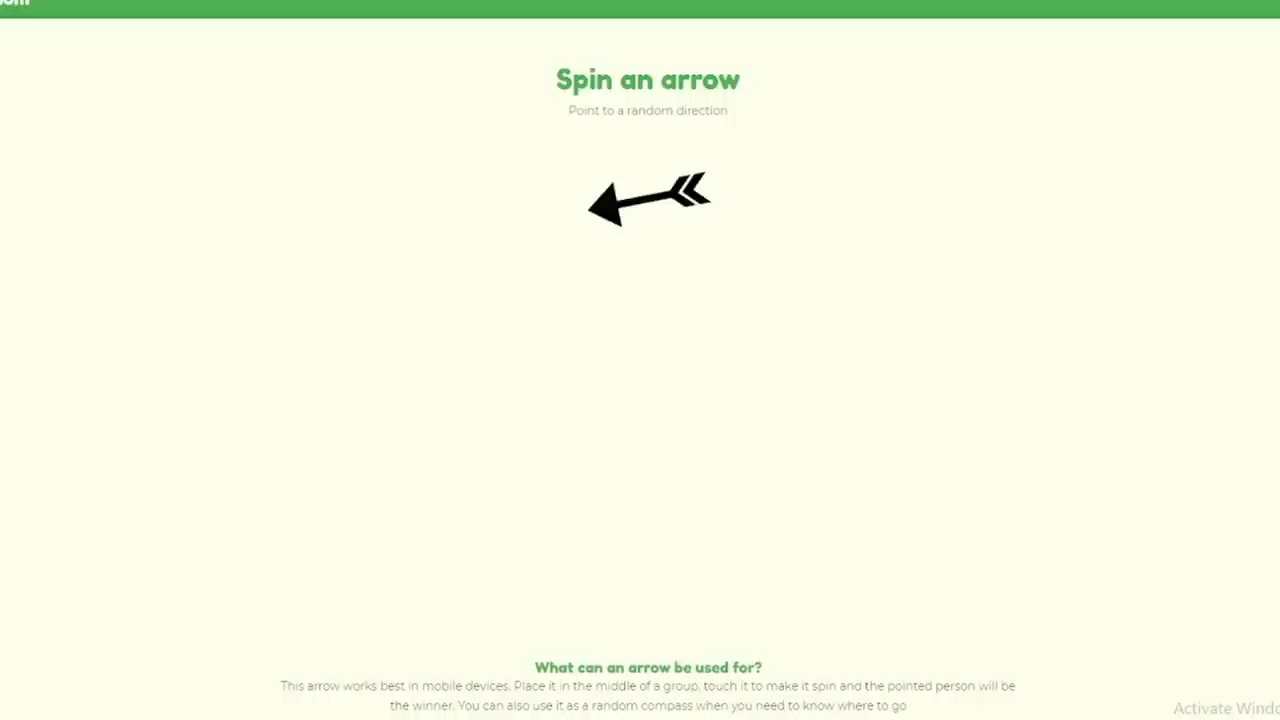 Spin an arrow
Point to a random direction
What can an arrow be used for?
This arrow works best in mobile devices. Place it in the middle of a group, touch it to make it spin and the pointed person will be
the winner. You can also use it as a random compass when you need to know where to go
Activate Windo